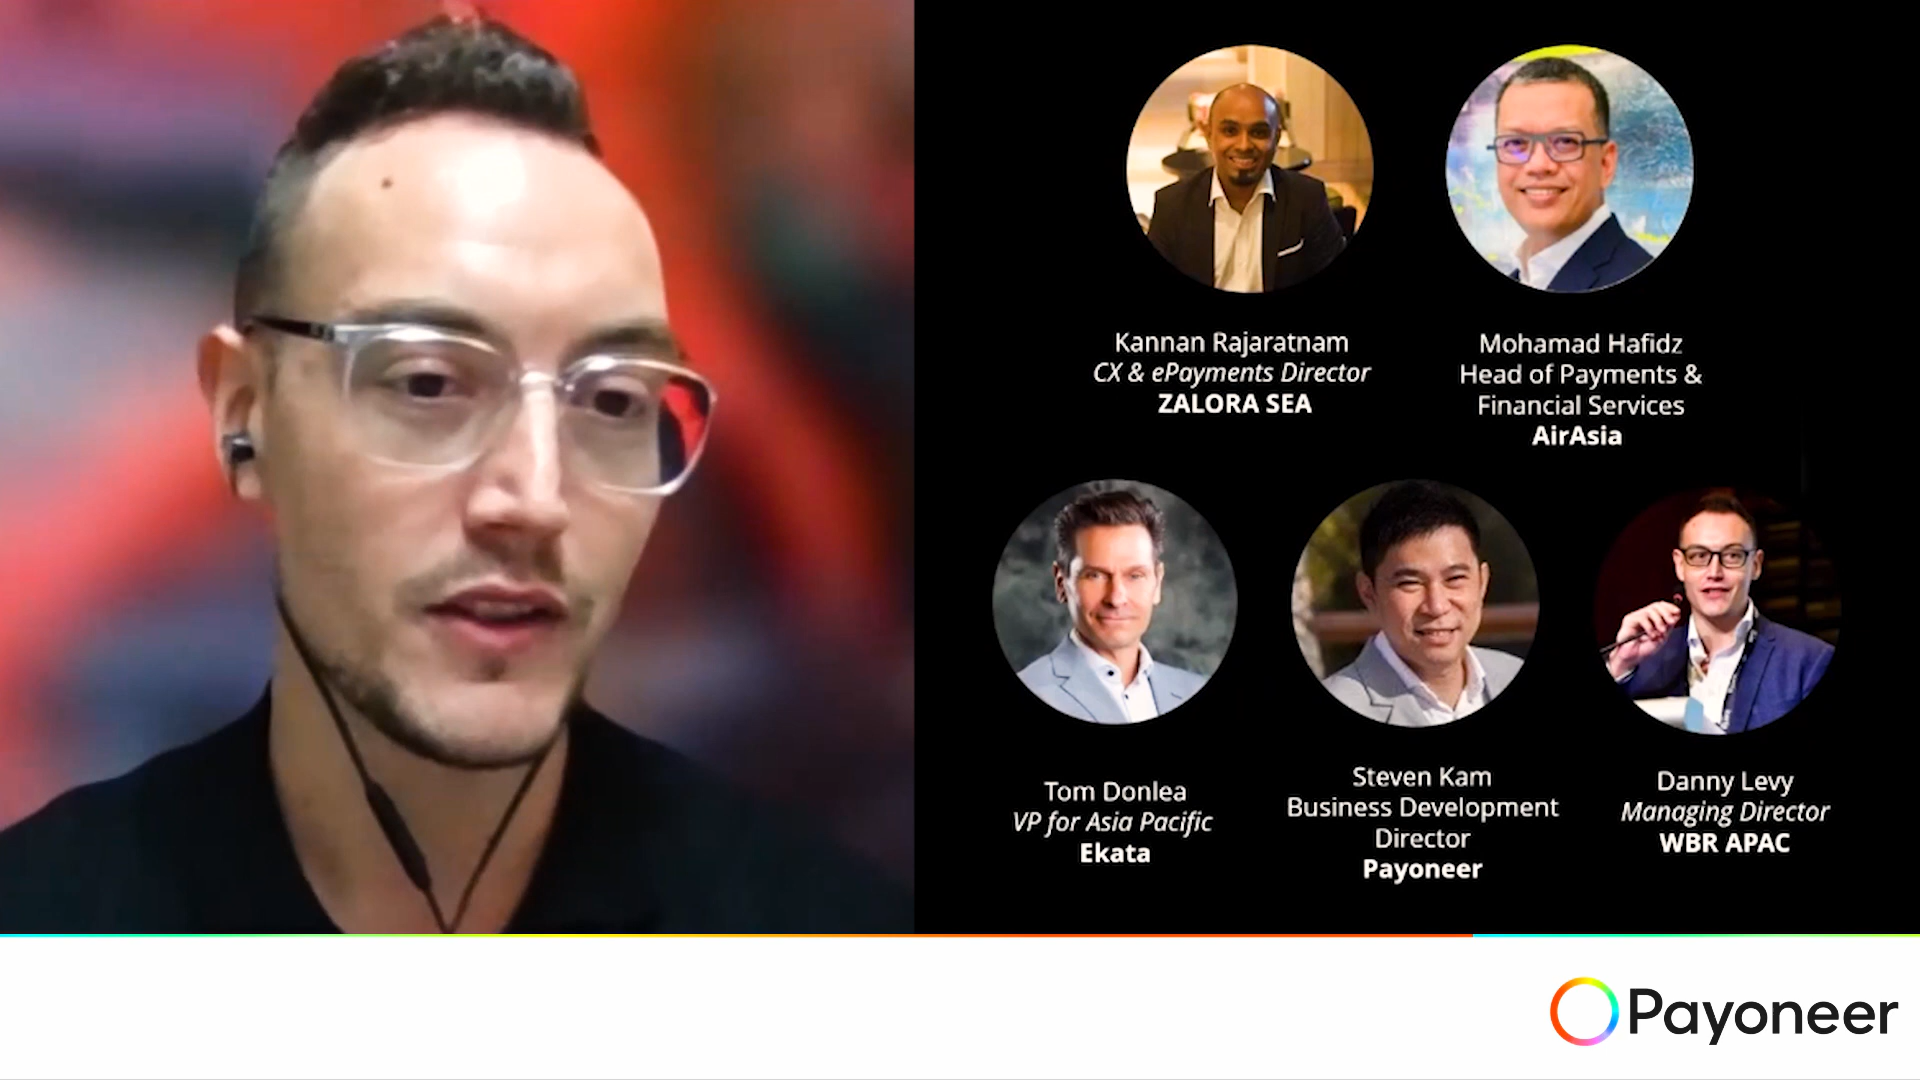 Kannan Rajaratnam
CX & ePayments Director
ZALORA SEA
Mohamad Hafidz
Head of Payments &
Financial Services
AirAsia
Tom Donlea
VP for Asia Pacific
Ekata
Steven Kam
Business Development
Director
Payoneer
Danny Levy
Managing Director
WBR APAC
Payoneer